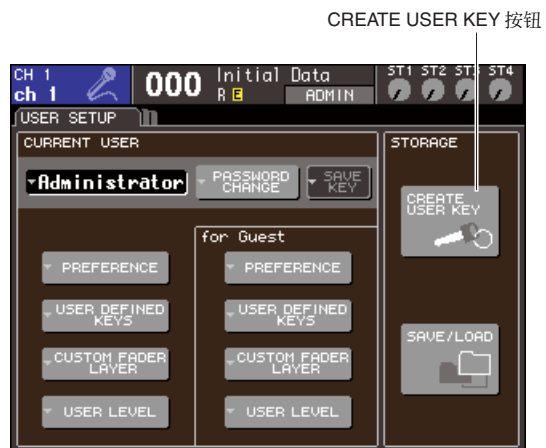 CREATE USER KEY 按钮
CH 1
ch 1
000
Initial Data
R E
ADMIN
ST1 ST2 ST3 ST4
USER SETUP
CURRENT USER
STORAGE
Administrator
PASSWORD
CHANGE
SAVE
KEY
CREATE
USER KEY
for Guest
PREFERENCE
PREFERENCE
USER DEFINED
KEYS
USER DEFINED
KEYS
SAVE/LOAD
CUSTOM FADER
LAYER
CUSTOM FADER
LAYER
USER LEVEL
USER LEVEL